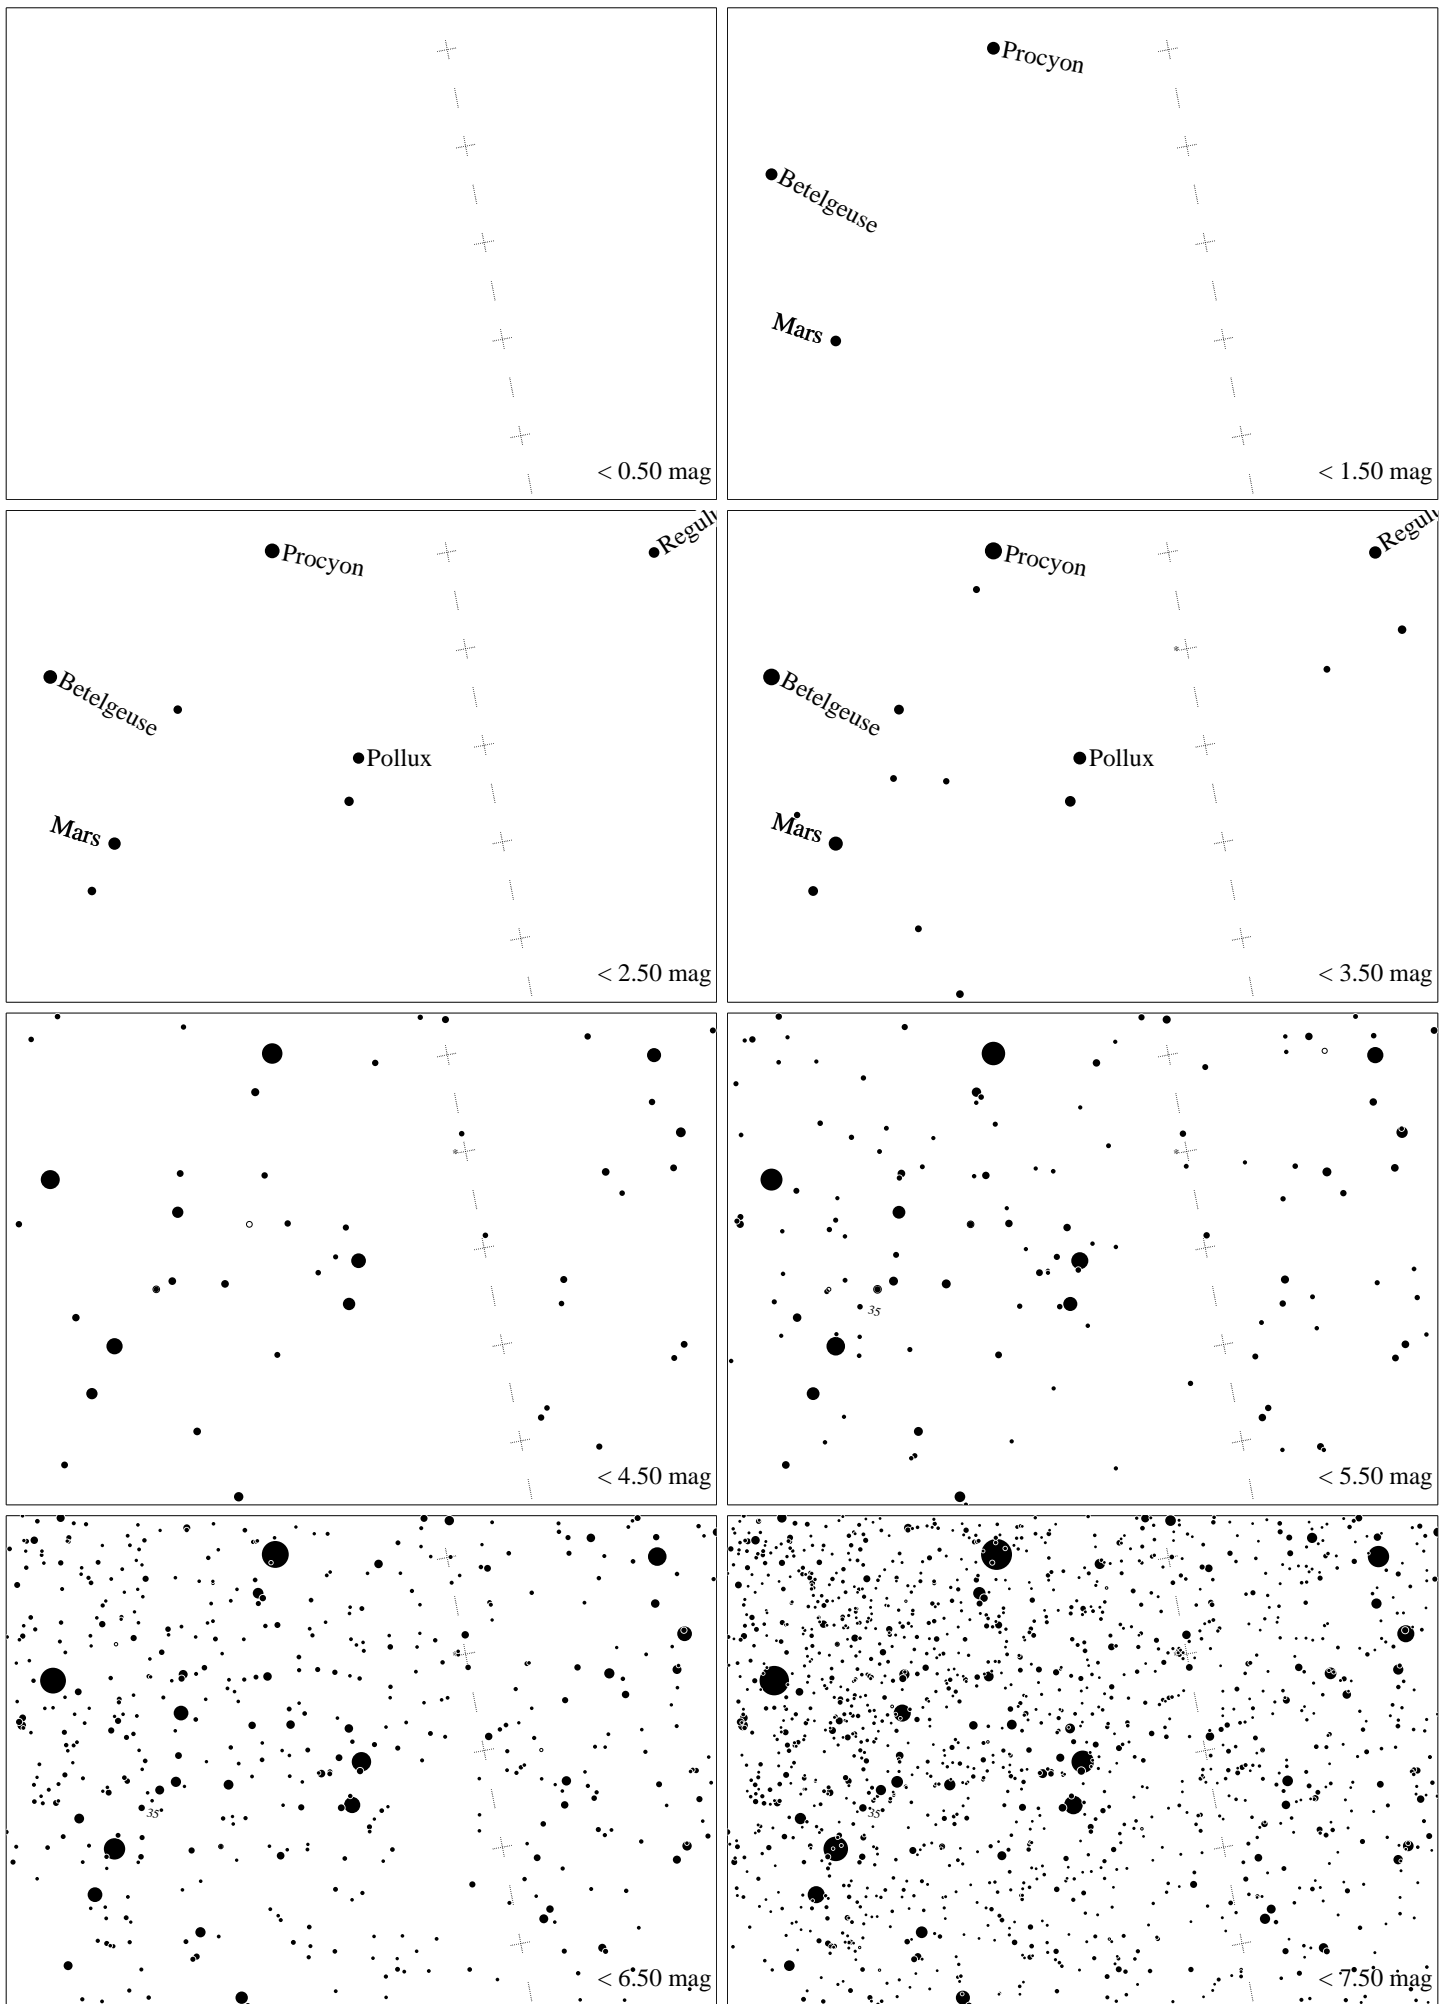 < 0.50 mag
Procyon
Betelgeuse
Mars
< 1.50 mag
Procyon
Betelgeuse
Pollux
Mars
< 2.50 mag
Procyon
Betelgeuse
Pollux
Mars
< 3.50 mag
< 4.50 mag
35
< 5.50 mag
35
< 6.50 mag
35
< 7.50 mag